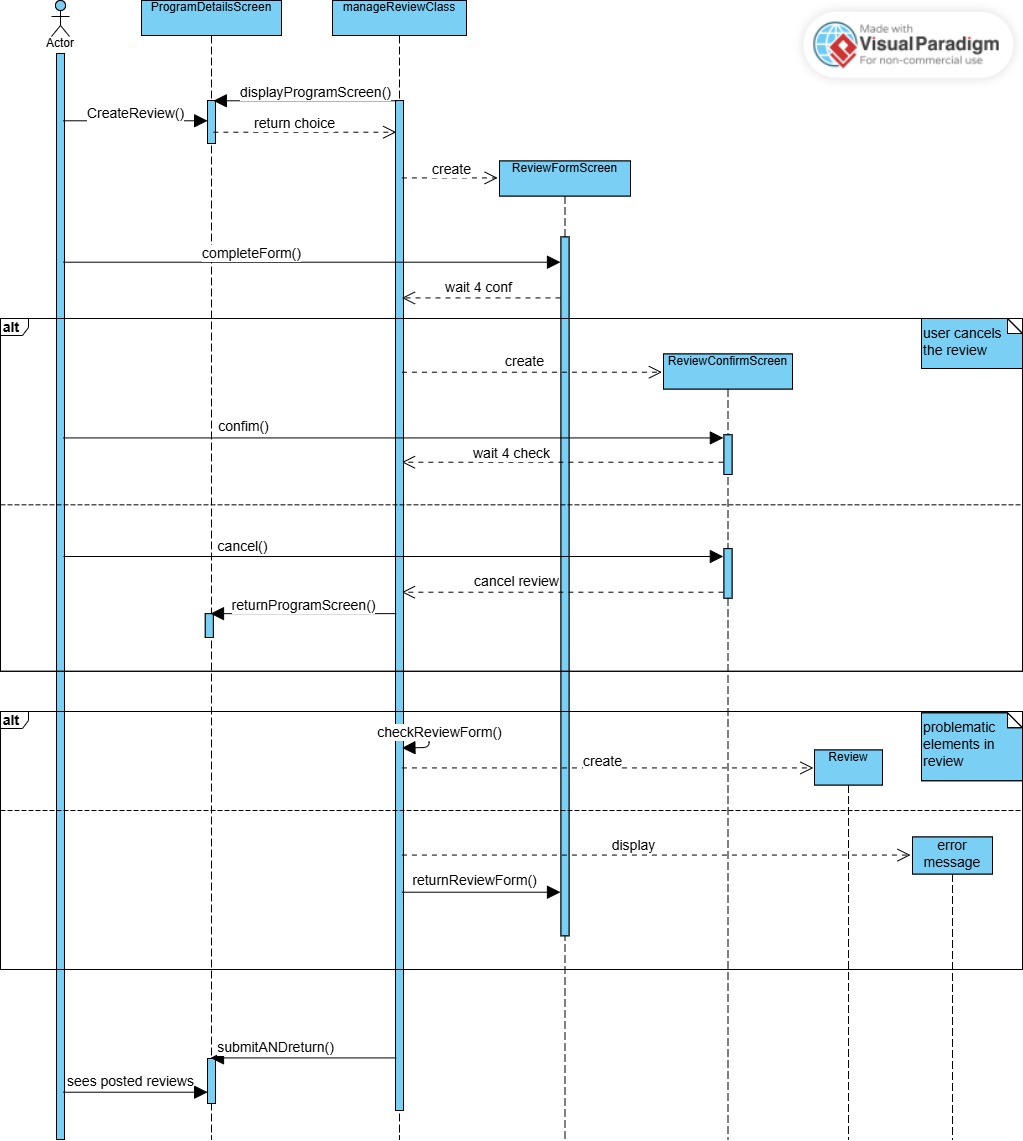 ProgramDetailsScreen
manageReviewClass
Made with
Visual Paradigm
For non-commercial use
Actor
displayProgramScreen()
CreateReview()
return choice
create
ReviewFormScreen
completeForm()
wait 4 conf
alt
user cancels
the review
create
ReviewConfirmScreen
confim()
wait 4 check
cancel()
cancel review
returnProgramScreen()
alt
problematic
elements in
review
checkReviewForm()
create
Review
display
error
message
returnReviewForm()
submitANDreturn()
sees posted reviews